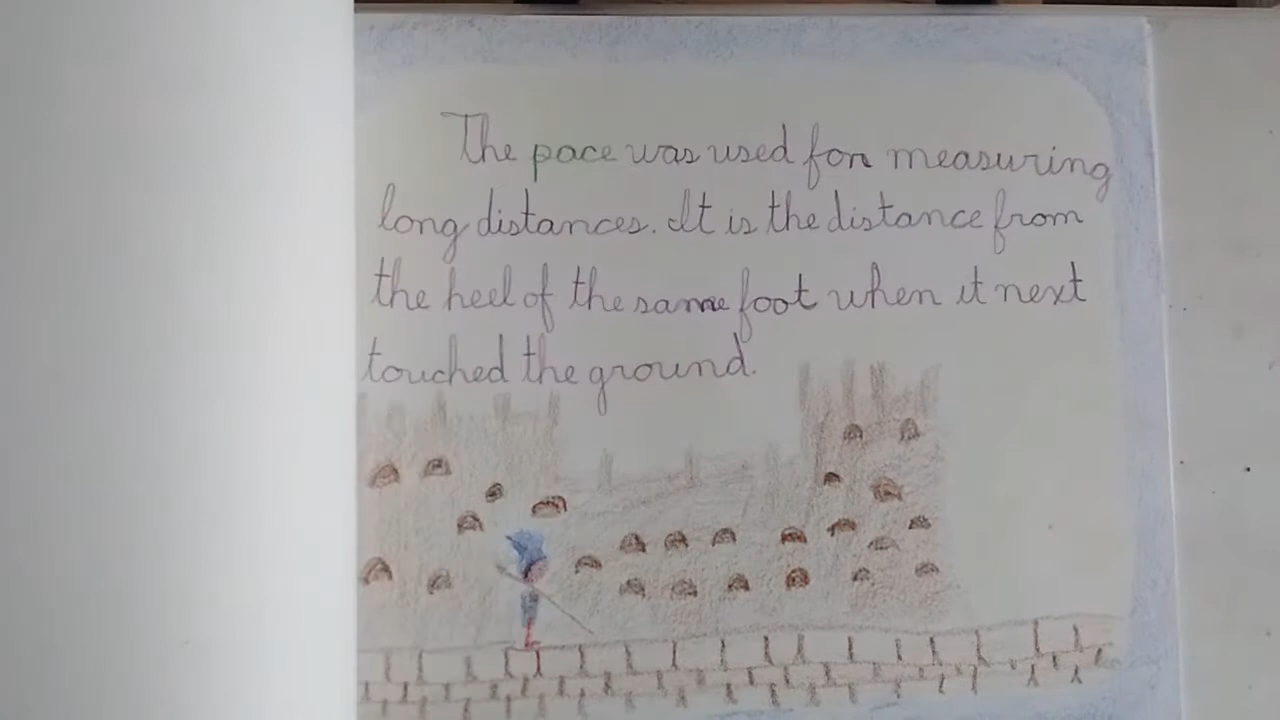 The pace was used for measuring
long distances. It is the distance from
the heel of the same foot when it next
touched the ground.